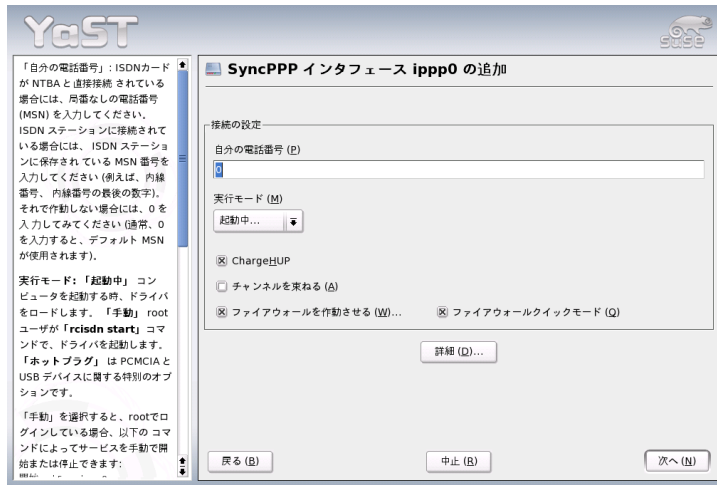 YaST
SUSE
「自分の電話番号」: ISDNカード
が NTBA と直接接続 されている
場合には、局番なしの電話番号
(MSN) を入力してください。
ISDN ステーションに接続されて
いる場合には、 ISDN ステーショ
ンに保存され ている MSN 番号を
入力してください (例えば、内線
番号、 内線番号の最後の数字)。
それで作動しない場合には、0 を
入 力してみてください (通常、0
を入力すると、デフォルト MSN
が使用されます)。
実行モード: 「起動中」 コン
ピュータを起動する時、ドライバ
をロードします。 「手動」 root
ユーザが「rcisdn start」コマ
ンドで、ドライバを起動します。
「ホットプラグ」 は PCMCIA と
USB デバイスに関する特別のオプ
ションです。
「手動」を選択すると、rootでロ
グインしている場合、以下の コマ
ンドによってサービスを手動で開
始または停止できます:
SyncPPP インタフェース ippp0 の追加
接続の設定
自分の電話番号 (P)
0
実行モード (M)
起動中...
ChargeHUP
チャンネルを束ねる (A)
ファイアウォールを作動させる (W)... ファイアウォールクイックモード (Q)
詳細 (D)...
戻る (B) 中止 (R) 次へ (N)